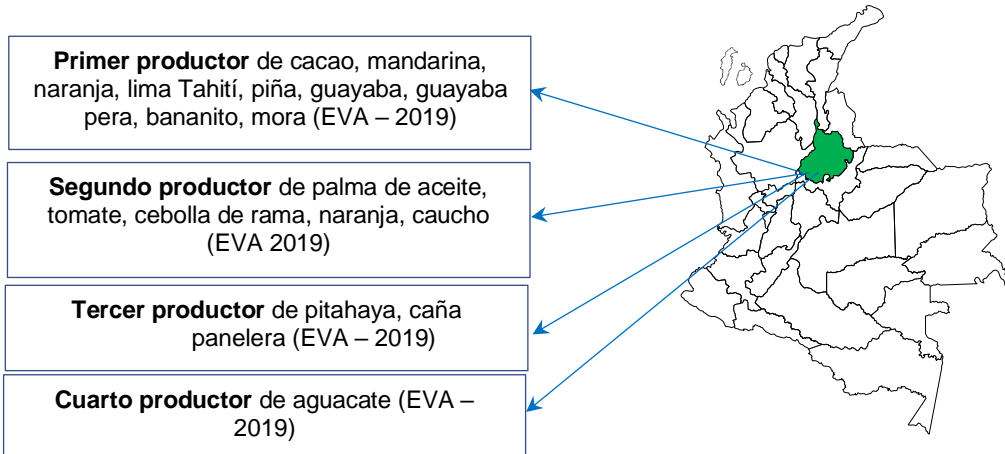 Primer productor de cacao, mandarina,
naranja, lima Tahití, piña, guayaba, guayaba
pera, bananito, mora (EVA – 2019)
Segundo productor de palma de aceite,
tomate, cebolla de rama, naranja, caucho
(EVA 2019)
Tercer productor de pitahaya, caña
panelera (EVA – 2019)
Cuarto productor de aguacate (EVA –
2019)